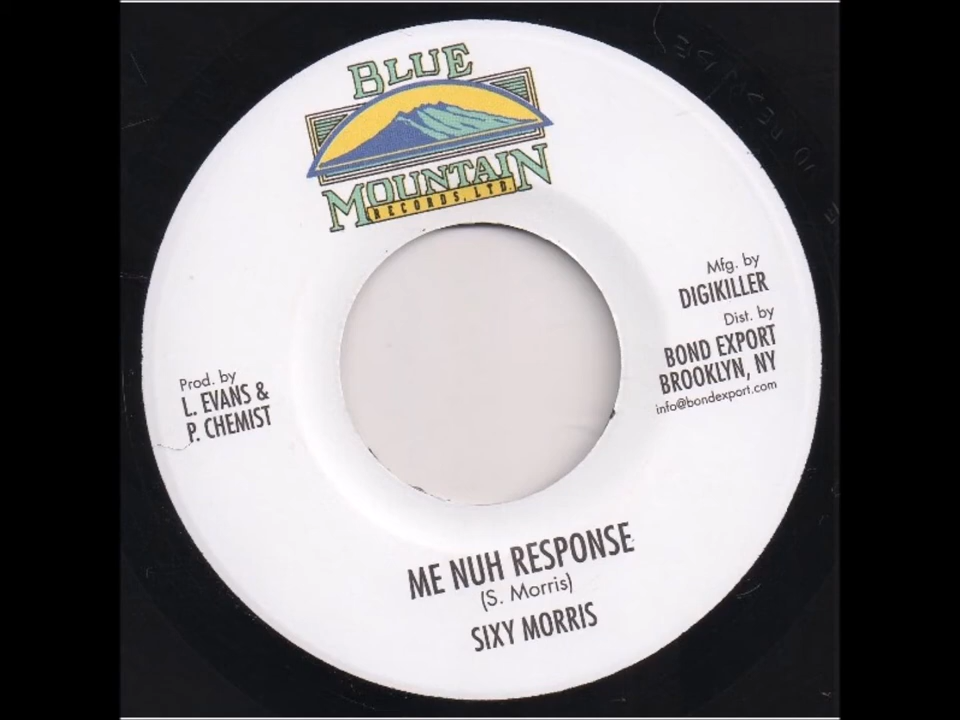 BLUE
MOUNTAIN
RECORDS, LTD.
Mfg. by
DIGIKILLER
Dist. by
BOND EXPORT
BROOKLYN, NY
info@bondexport.com
Prod. by
L. EVANS &
P. CHEMIST
ME NUH RESPONSE
(S. Morris)
SIXY MORRIS